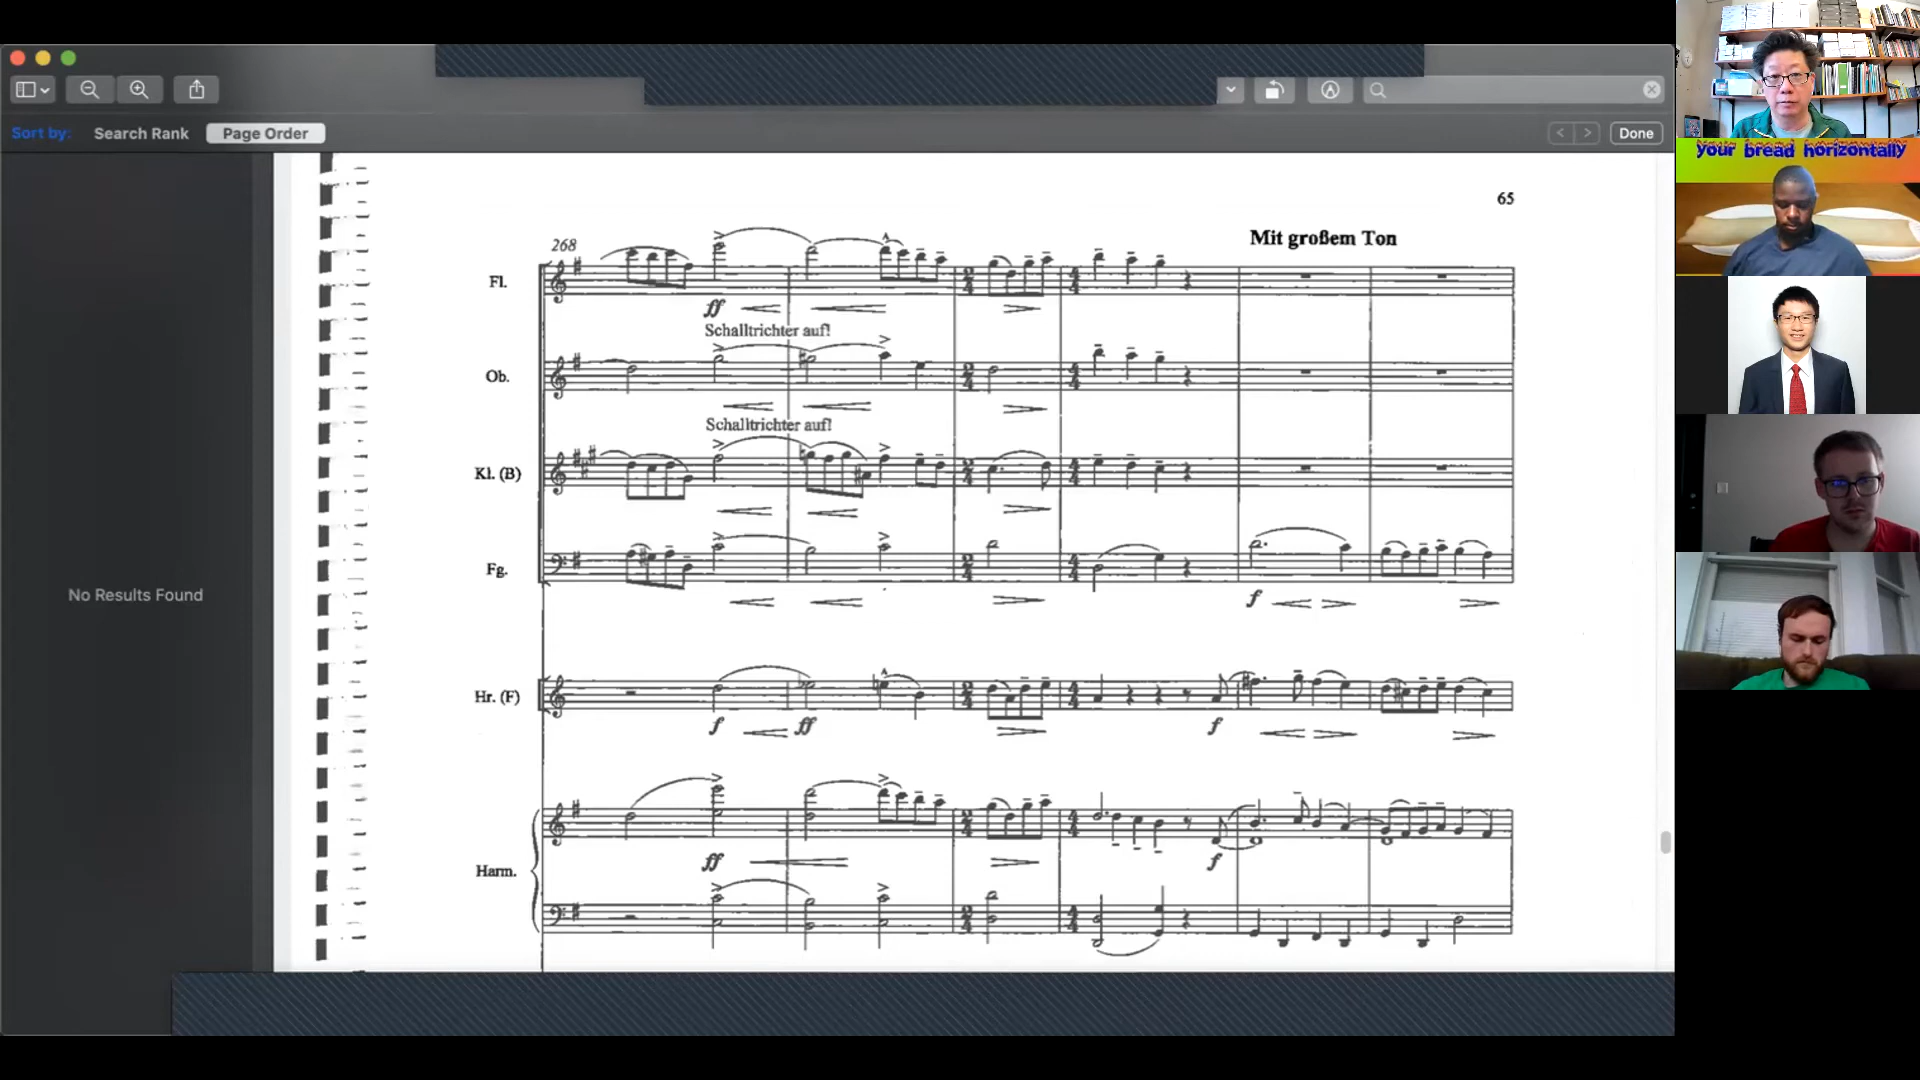 Sort by: Search Rank Page Order
Done
No Results Found
65
268
Mit großem Ton
Fl.
ff
Schalltrichter auf!
Ob.
Schalltrichter auf!
Kl. (B)
Fg.
f
Hr. (F)
f ff f
Harm.
ff f
your bread horizontally